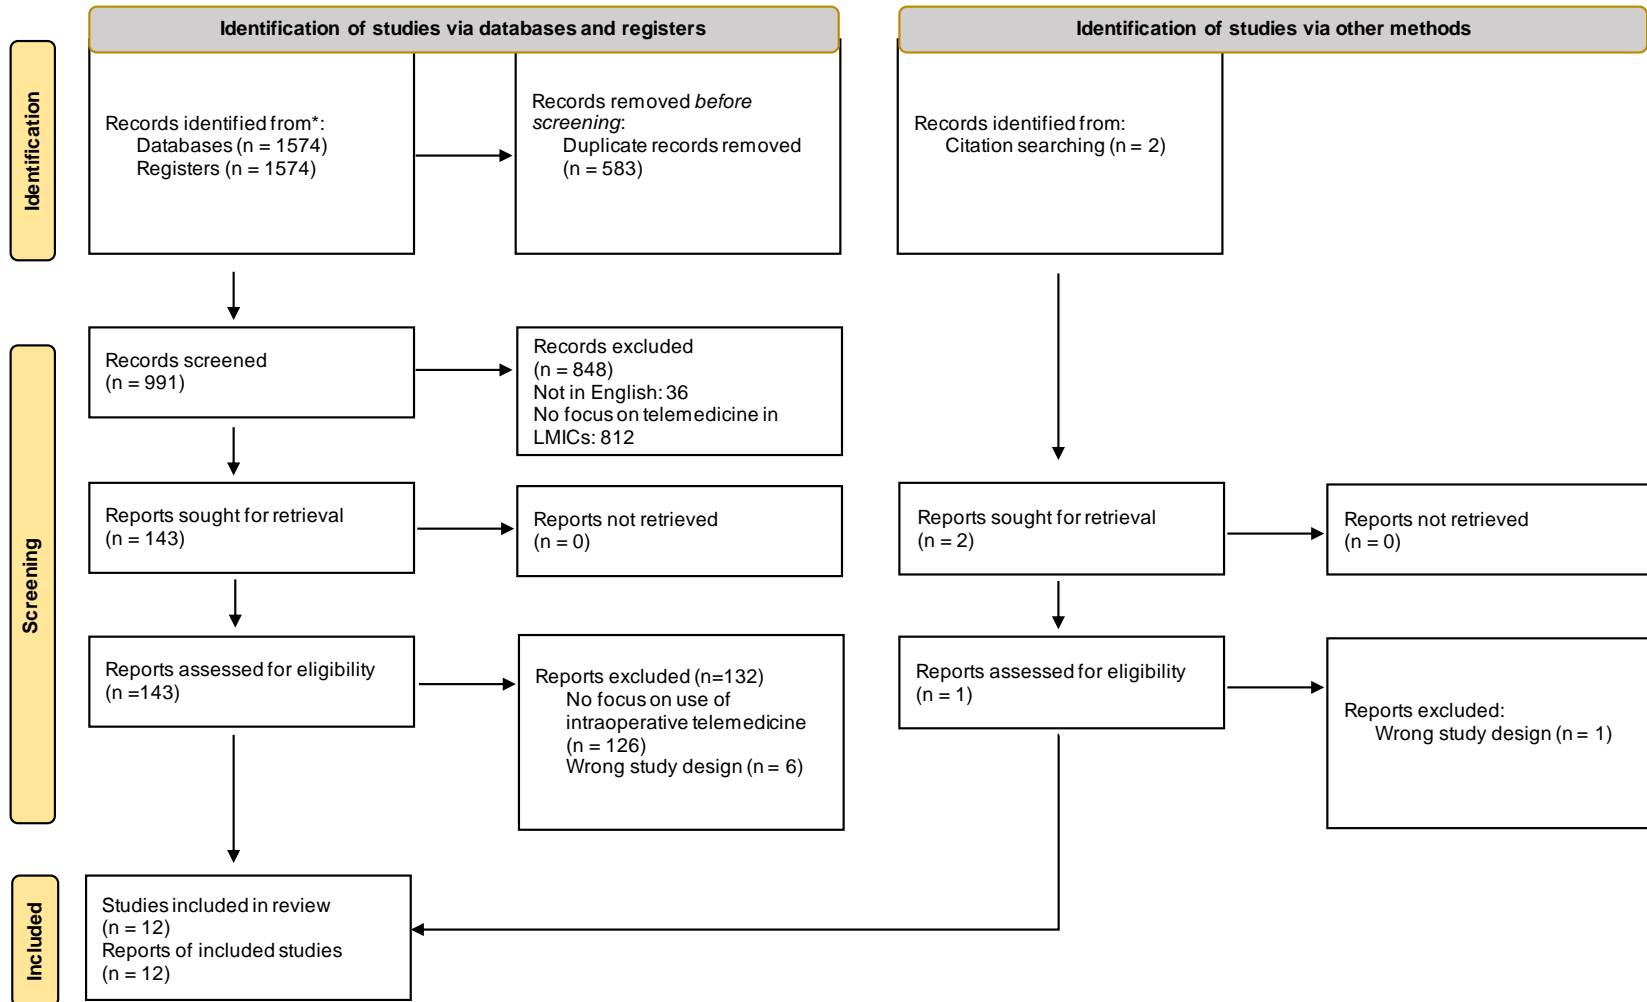 Identification of studies via databases and registers
Identification of studies via other methods
Identification
Records identified from*:
Databases (n = 1574)
Registers (n = 1574)
Records removed before
screening:
Duplicate records removed
(n = 583)
Records identified from:
Citation searching (n = 2)
Screening
Records screened
(n = 991)
Records excluded
(n = 848)
Not in English: 36
No focus on telemedicine in
LMICs: 812
Reports sought for retrieval
(n = 143)
Reports not retrieved
(n = 0)
Reports sought for retrieval
(n = 2)
Reports not retrieved
(n = 0)
Reports assessed for eligibility
(n =143)
Reports excluded (n=132)
No focus on use of
intraoperative telemedicine
(n = 126)
Wrong study design (n = 6)
Reports assessed for eligibility
(n = 1)
Reports excluded:
Wrong study design (n = 1)
Included
Studies included in review
(n = 12)
Reports of included studies
(n = 12)